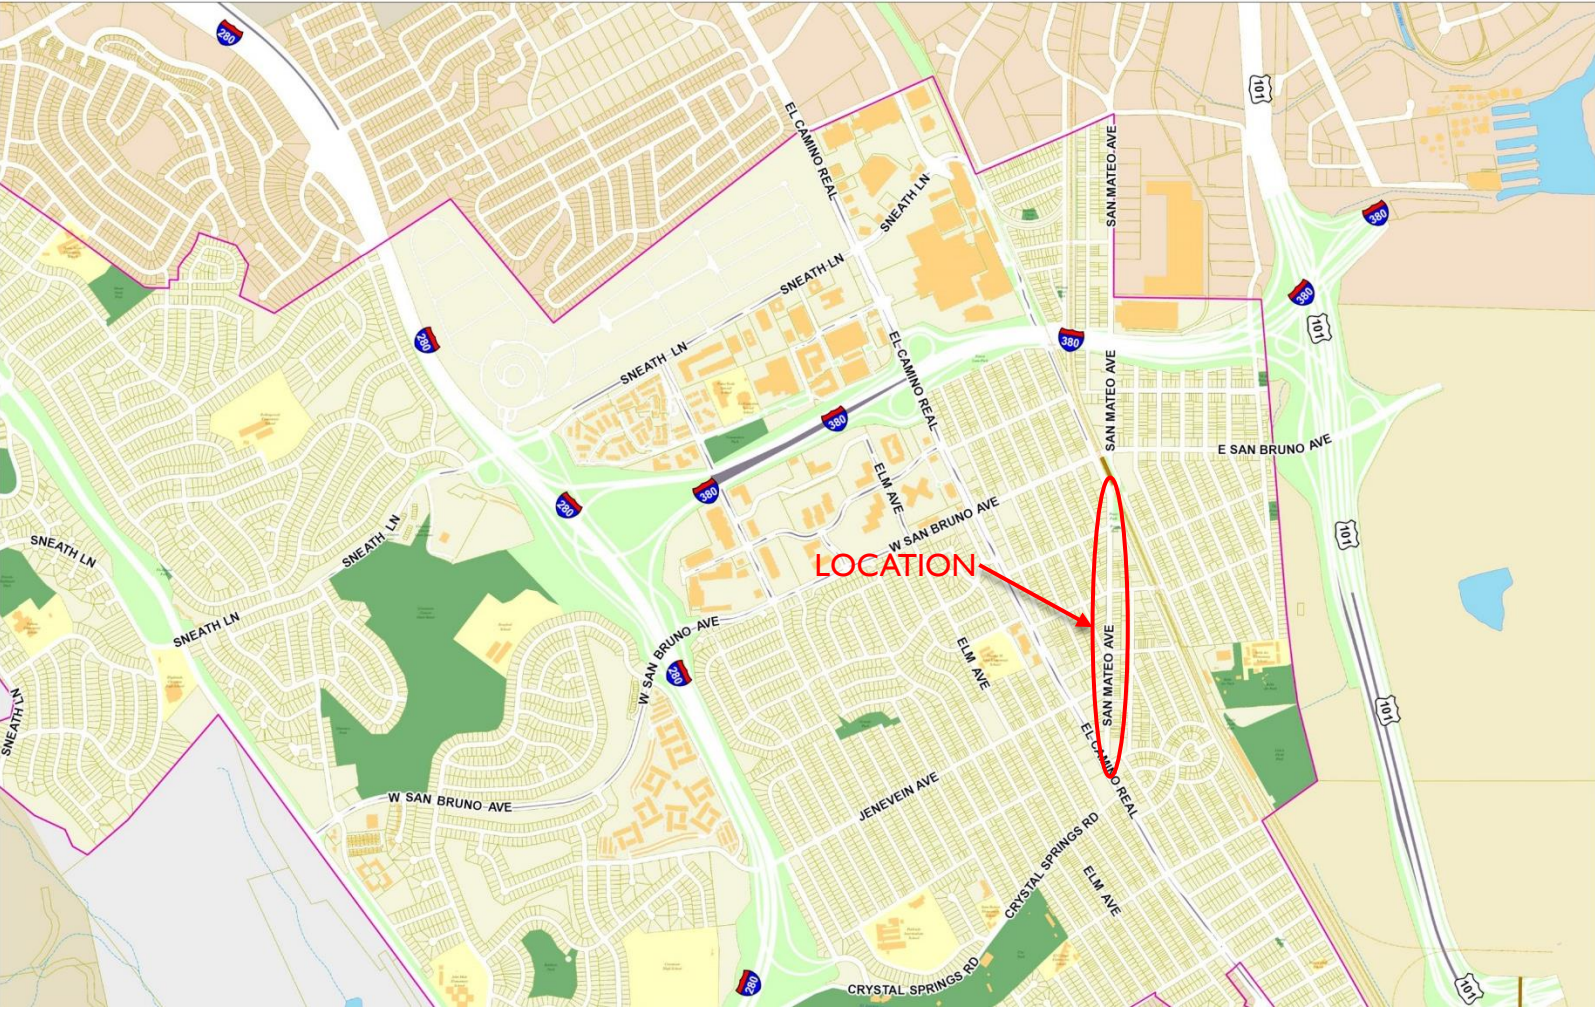 280
101
EL CAMINO REAL
SAN MATEO AVE
SNEATH LN
380
SNEATH LN
380
101
280
380
SNEATH LN
EL CAMINO REAL
SAN MATEO AVE
380
E SAN BRUNO AVE
ELM AVE
380
280
W SAN BRUNO AVE
101
SNEATH LN
SNEATH LN
LOCATION
SNEATH LN
W SAN BRUNO AVE
280
ELM AVE
SAN MATEO AVE
SNEATH LN
101
EL CAMINO REAL
W SAN BRUNO AVE
JENEVEIN AVE
CRYSTAL SPRINGS RD
ELM AVE
CRYSTAL SPRINGS RD
280
101